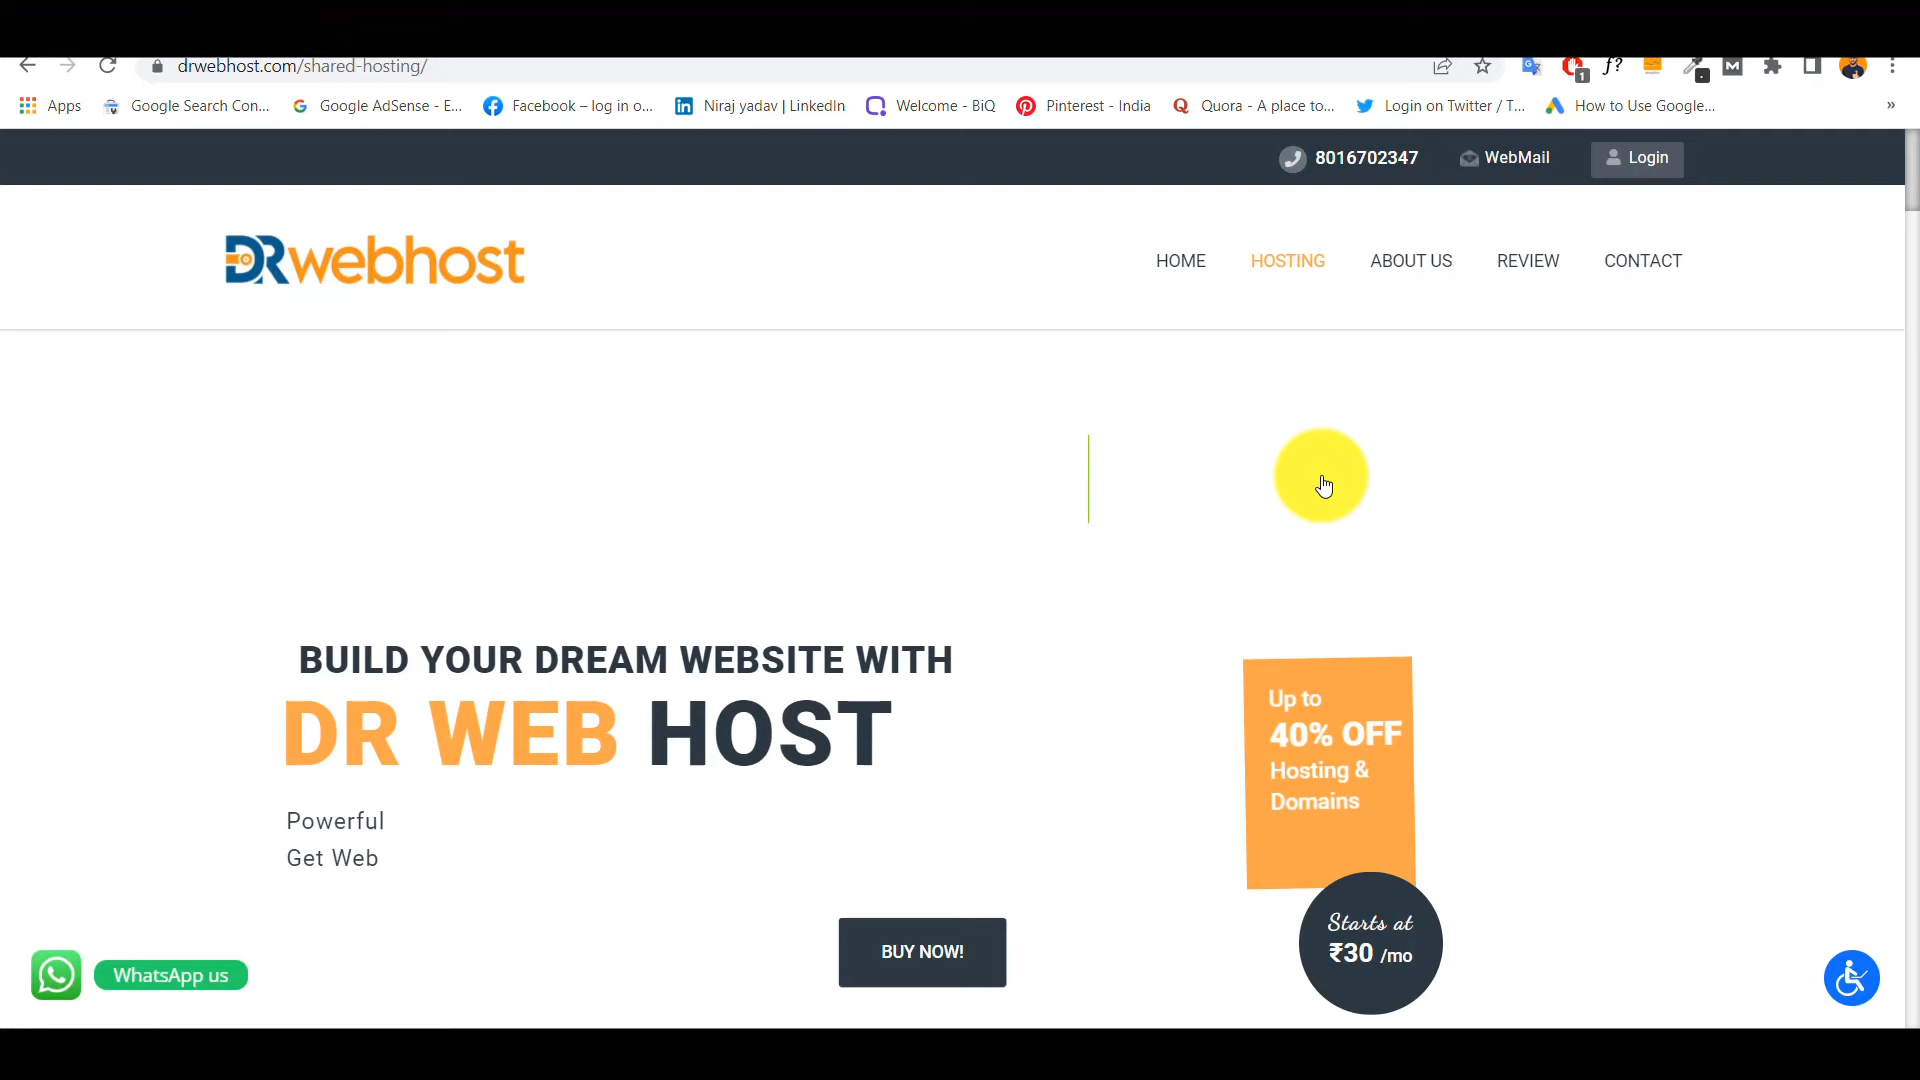 drwebhost.com/shared-hosting/
1
f?
M
Apps
Google Search Con...
Google AdSense - E...
Facebook – log in o...
Niraj yadav | LinkedIn
Welcome - BiQ
Pinterest - India
Quora - A place to...
Login on Twitter / T...
How to Use Google...
»
8016702347
WebMail
Login
DRwebhost
HOME
HOSTING
ABOUT US
REVIEW
CONTACT
BUILD YOUR DREAM WEBSITE WITH
DR WEB HOST
Powerful
Get Web
BUY NOW!
Up to
40% OFF
Hosting &
Domains
Starts at
₹30 /mo
WhatsApp us